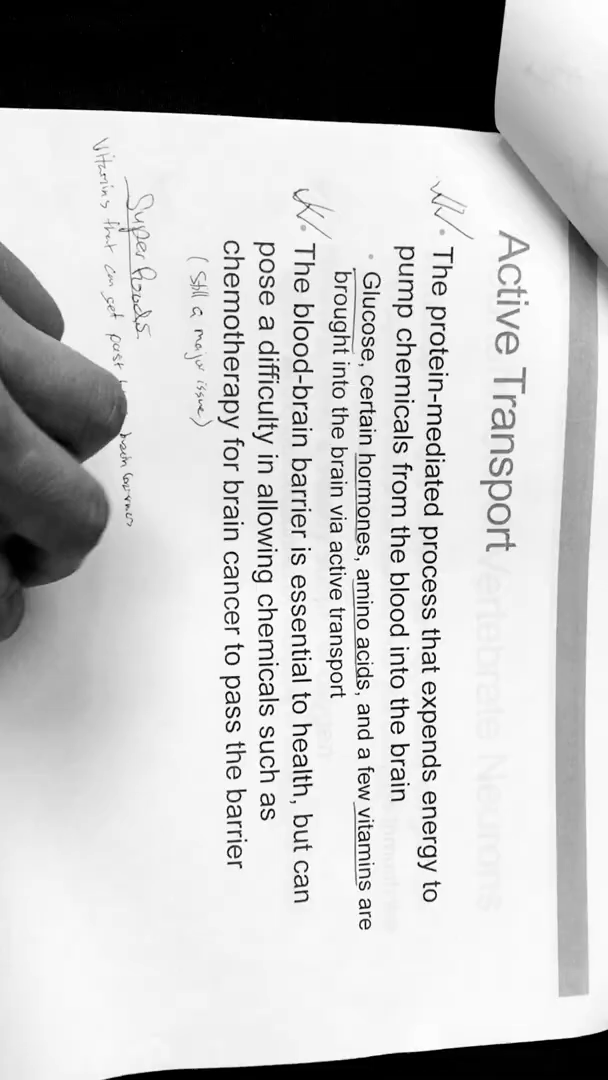 Active Transport
• The protein-mediated process that expends energy to
pump chemicals from the blood into the brain
• Glucose, certain hormones, amino acids, and a few vitamins are
brought into the brain via active transport
• The blood-brain barrier is essential to health, but can
pose a difficulty in allowing chemicals such as
chemotherapy for brain cancer to pass the barrier
(Still a major issue)
Super foods
Vitamins that can get past brain
Vertebrate Neurons